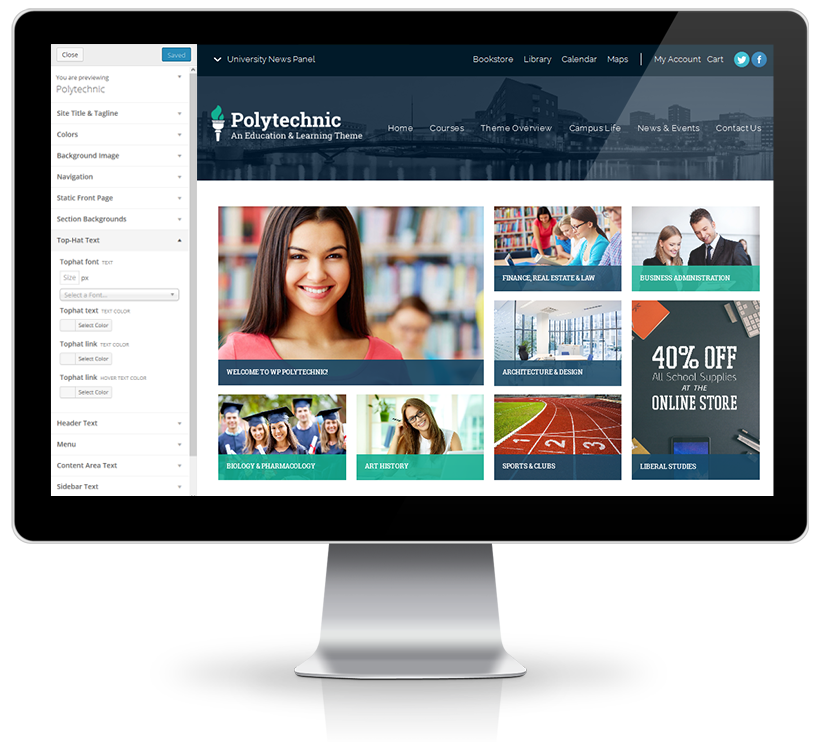 Close
Saved
You are previewing
Polytechnic
Site Title & Tagline
Colors
Background Image
Navigation
Static Front Page
Section Backgrounds
Top-Hat Text
Tophat font TEXT
Size px
Select a Font...
Tophat text TEXT COLOR
Select Color
Tophat link TEXT COLOR
Select Color
Tophat link HOVER TEXT COLOR
Select Color
Header Text
Menu
Content Area Text
Sidebar Text
University News Panel
Bookstore Library Calendar Maps My Account Cart
Polytechnic
An Education & Learning Theme
Home Courses Theme Overview Campus Life News & Events Contact Us
WELCOME TO WP POLYTECHNIC!
FINANCE, REAL ESTATE & LAW
BUSINESS ADMINISTRATION
ARCHITECTURE & DESIGN
40% OFF
All School Supplies
AT THE
ONLINE STORE
BIOLOGY & PHARMACOLOGY
ART HISTORY
1 2 3
SPORTS & CLUBS
LIBERAL STUDIES